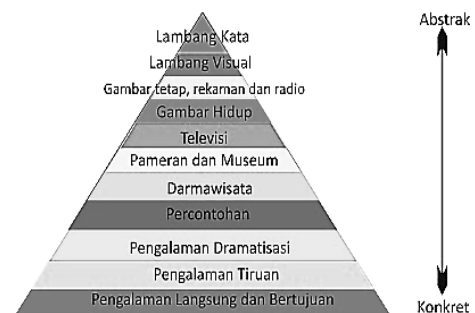 Abstrak
Lambang Kata
Lambang Visual
Gambar tetap, rekaman dan radio
Gambar Hidup
Televisi
Pameran dan Museum
Darmawisata
Percontohan
Pengalaman Dramatisasi
Pengalaman Tiruan
Pengalaman Langsung dan Bertujuan
Konkret